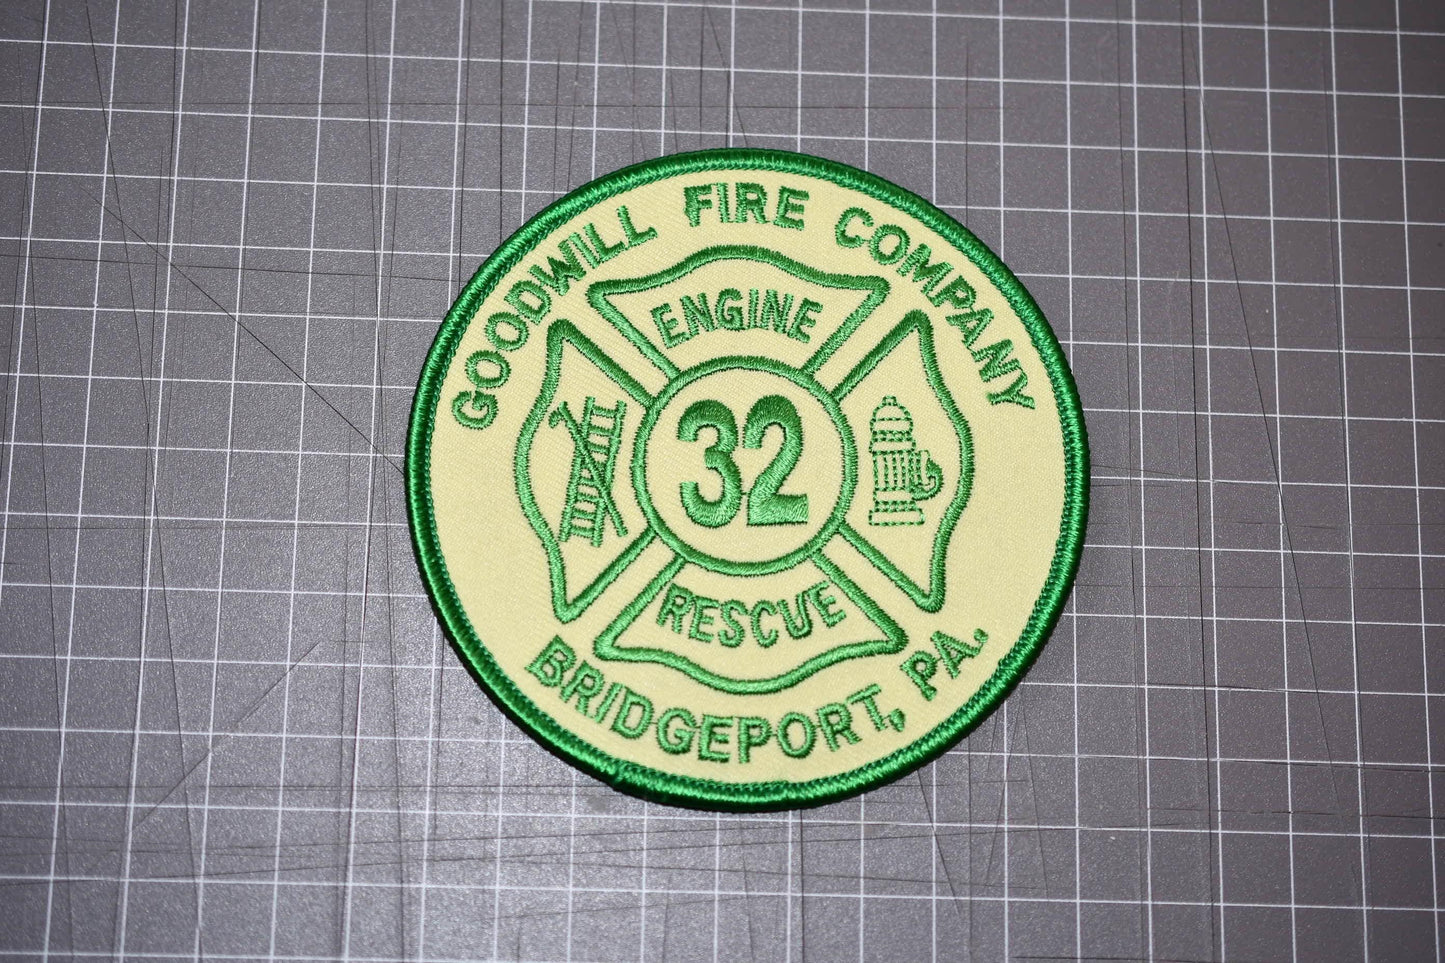 GOODWILL FIRE COMPANY
ENGINE
32
RESCUE
BRIDGEPORT, PA.